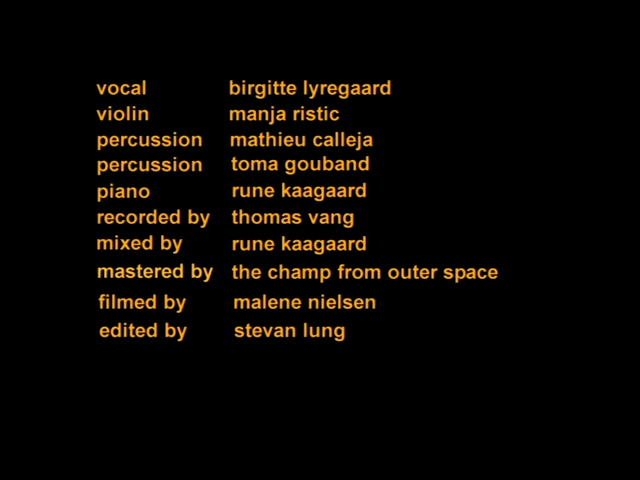 vocal birgitte lyregaard
violin manja ristic
percussion mathieu calleja
percussion toma gouband
piano rune kaagaard
recorded by thomas vang
mixed by rune kaagaard
mastered by the champ from outer space
filmed by malene nielsen
edited by stevan lung